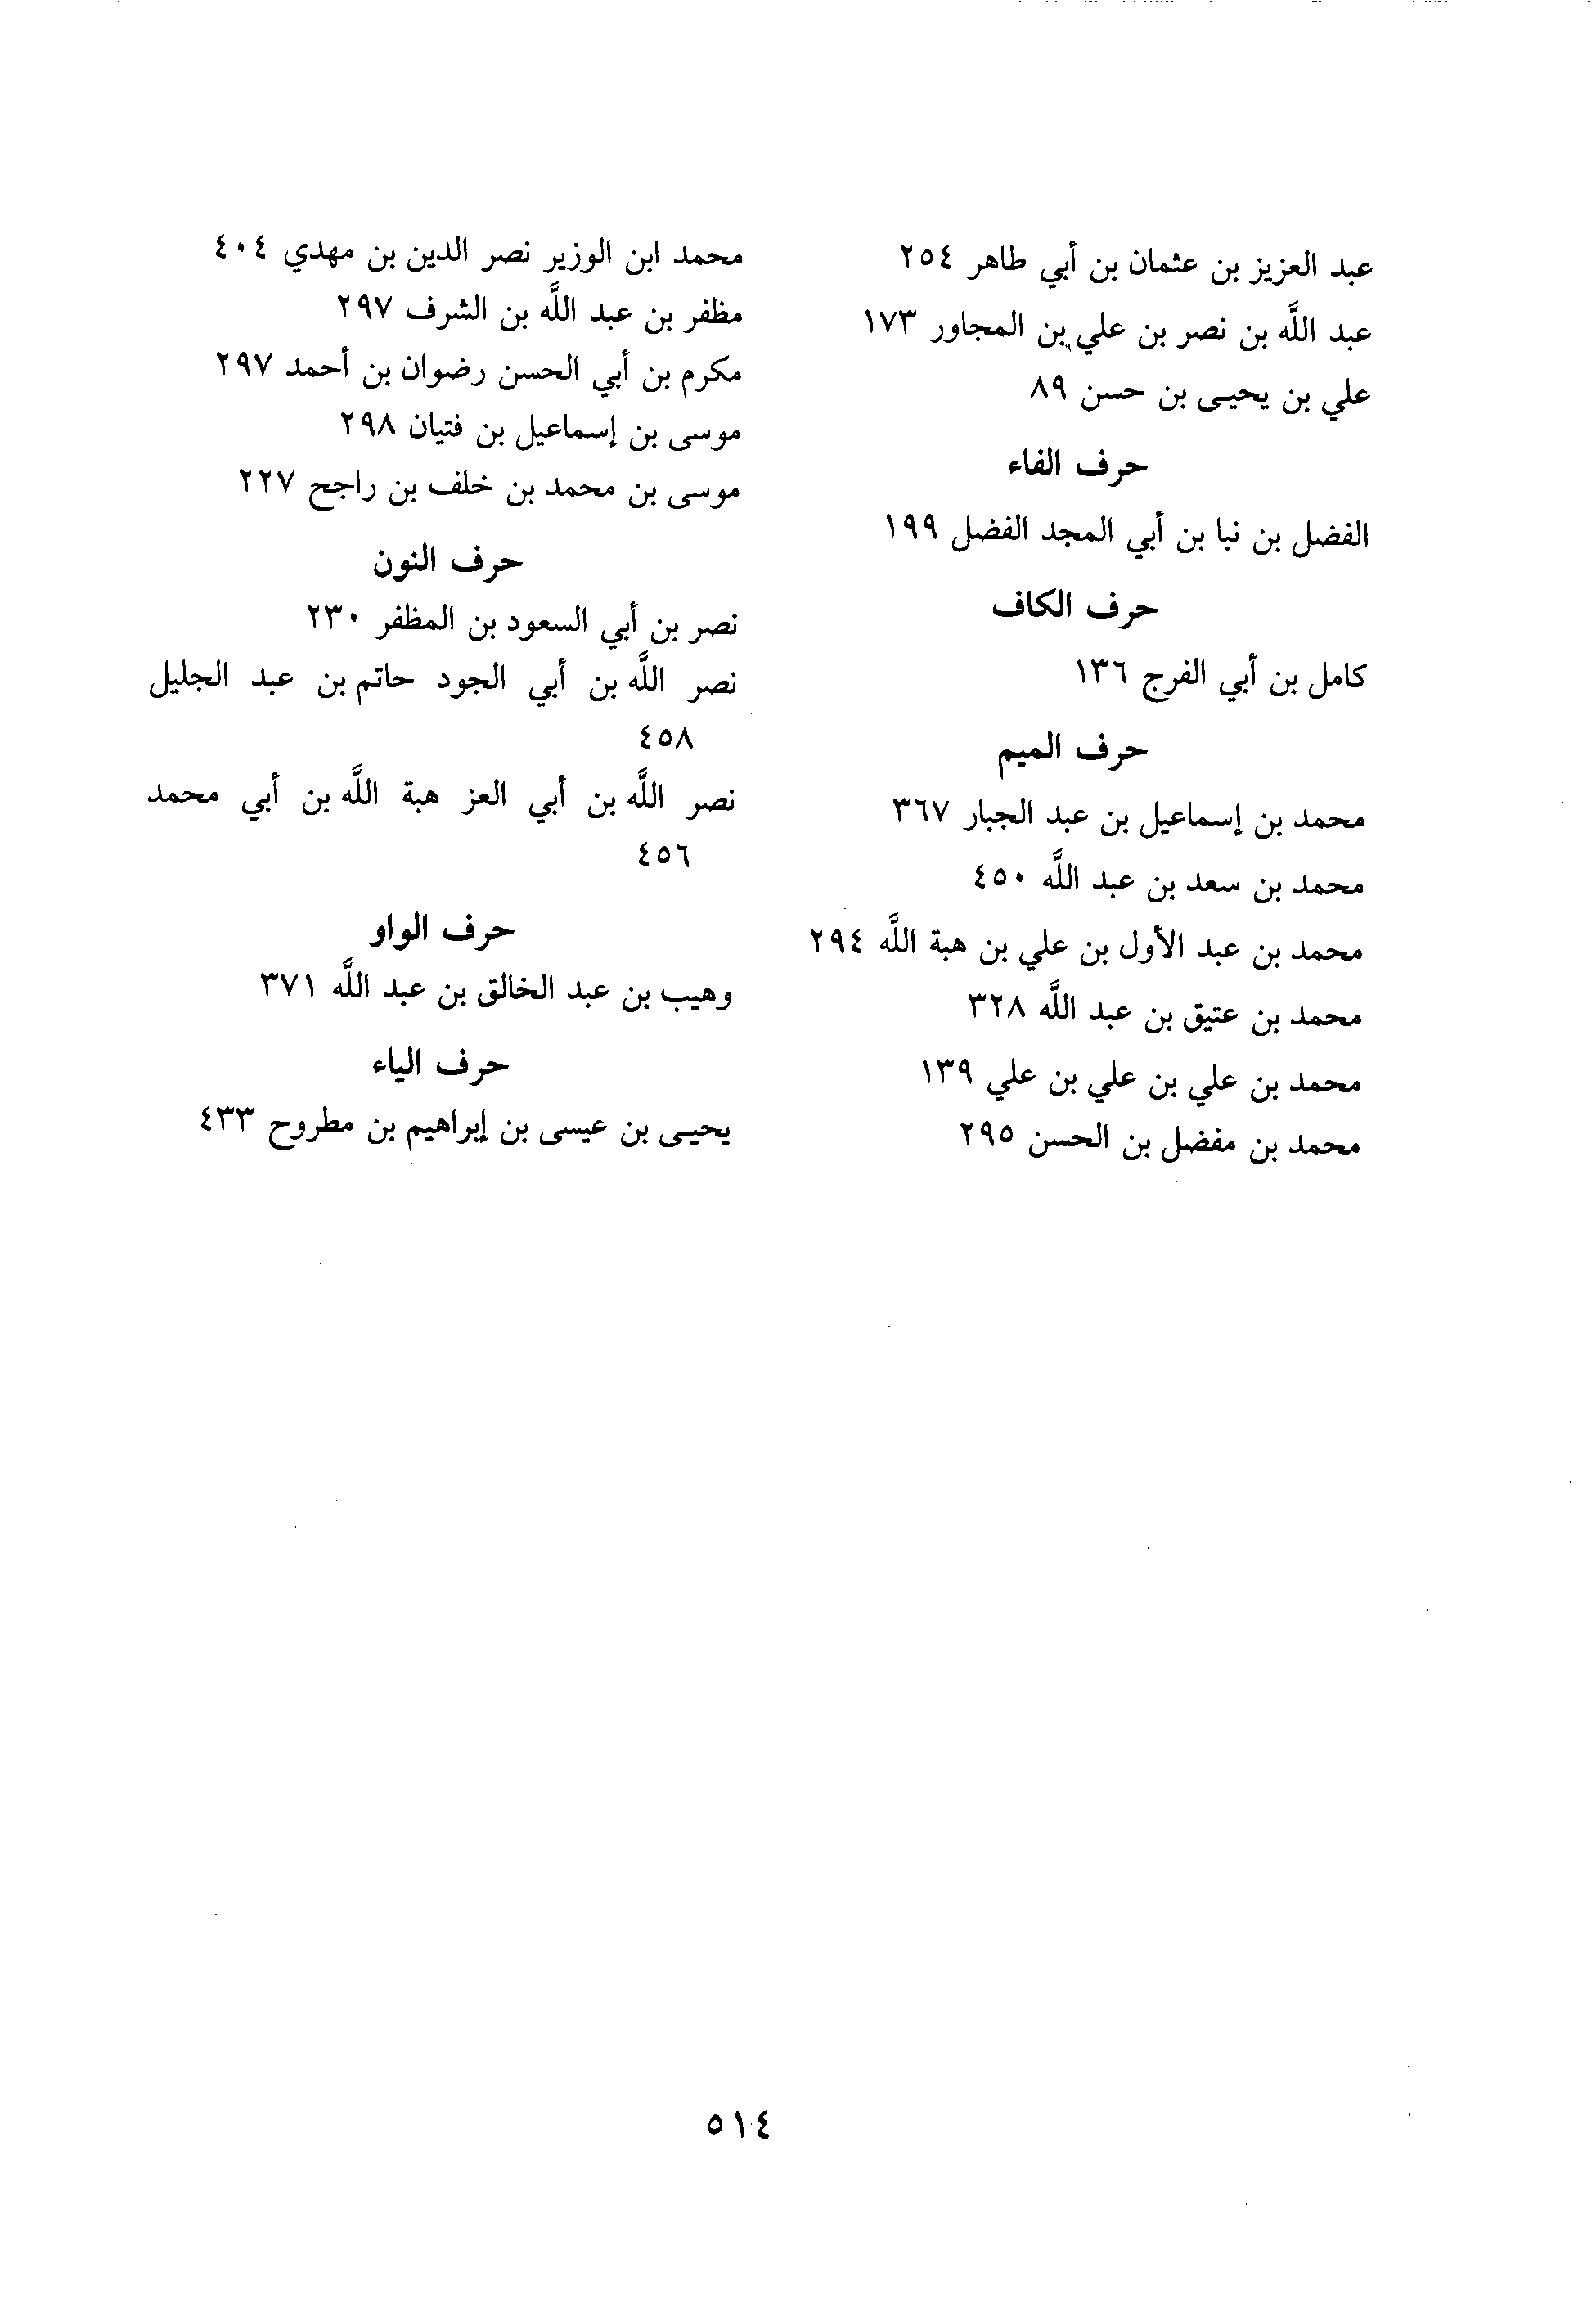 عبد العزيز بن عثمان بن أبي طاهر ٢٥٤
عبد اللَّه بن نصر بن علي بن المجاور ١٧٣
علي بن يحيى بن حسن ٨٩
حرف الفاء
الفضل بن نبا بن أبي المجد الفضل ١٩٩
حرف الكاف
كامل بن أبي الفرج ١٣٦
حرف الميم
محمد بن إسماعيل بن عبد الجبار ٣٦٧
محمد بن سعد بن عبد اللَّه ٤٥٠
محمد بن عبد الأول بن علي بن هبة اللَّه ٢٩٤
محمد بن عتيق بن عبد اللَّه ٣٢٨
محمد بن علي بن علي بن علي ١٣٩
محمد بن مفضل بن الحسن ٢٩٥
محمد ابن الوزير نصر الدين بن مهدي ٤٠٤
مظفر بن عبد اللَّه بن الشرف ٢٩٧
مكرم بن أبي الحسن رضوان بن أحمد ٢٩٧
موسى بن إسماعيل بن فتيان ٢٩٨
موسى بن محمد بن خلف بن راجح ٢٢٧
حرف النون
نصر بن أبي السعود بن المظفر ٢٣٠
نصر اللَّه بن أبي الجود حاتم بن عبد الجليل
٤٥٨
نصر اللَّه بن أبي العز هبة اللَّه بن أبي محمد
٤٥٦
حرف الواو
وهيب بن عبد الخالق بن عبد اللَّه ٣٧١
حرف الياء
يحيى بن عيسى بن إبراهيم بن مطروح ٤٣٣
٥١٤